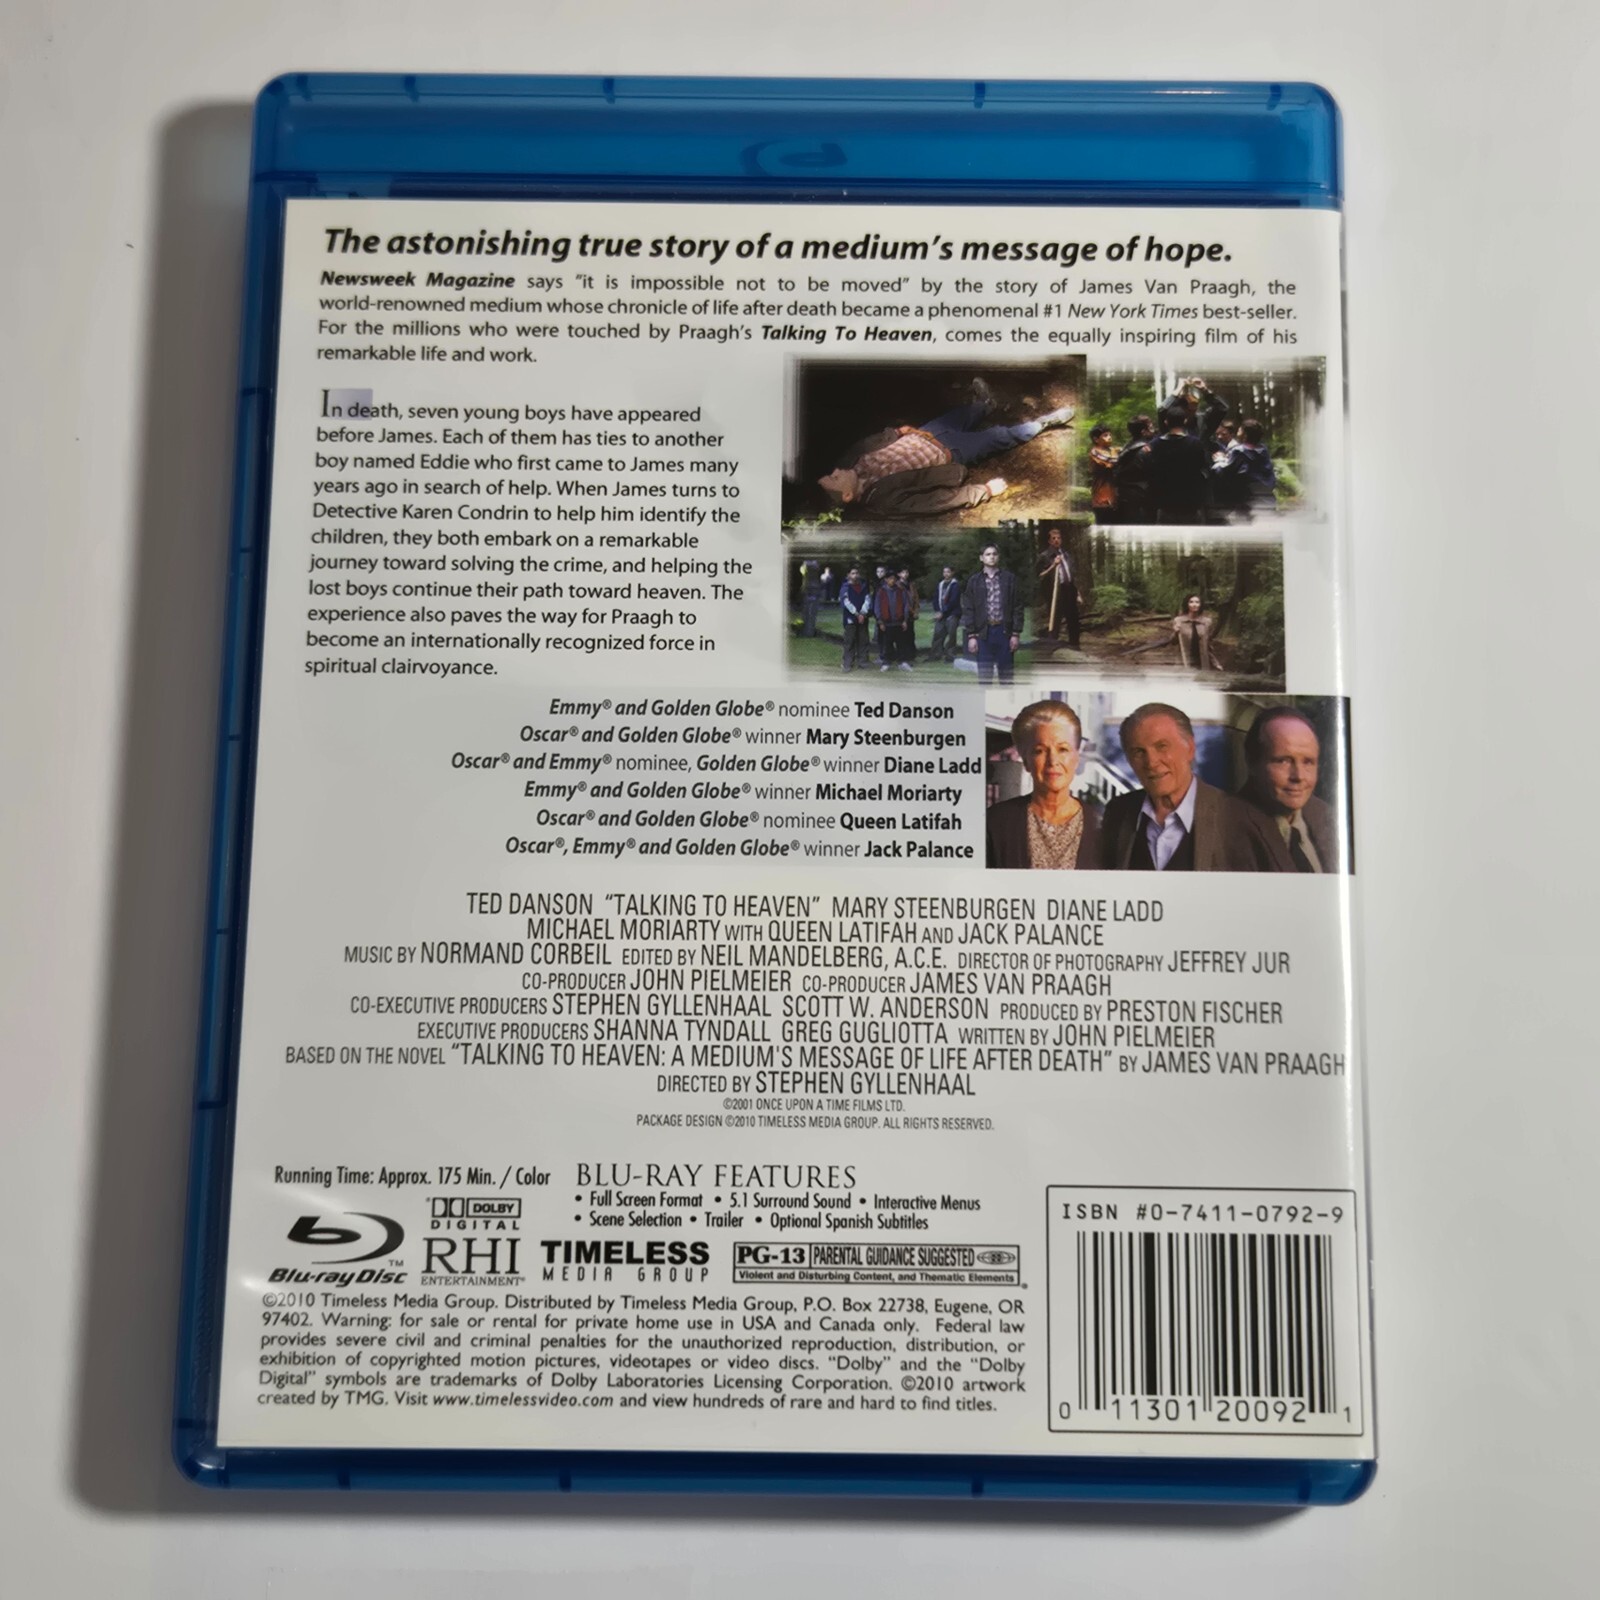 The astonishing true story of a medium's message of hope.
Newsweek Magazine says "it is impossible not to be moved" by the story of James Van Praagh, the
world-renowned medium whose chronicle of life after death became a phenomenal #1 New York Times best-seller.
For the millions who were touched by Praagh's Talking To Heaven, comes the equally inspiring film of his
remarkable life and work.
In death, seven young boys have appeared
before James. Each of them has ties to another
boy named Eddie who first came to James many
years ago in search of help. When James turns to
Detective Karen Condrin to help him identify the
children, they both embark on a remarkable
journey toward solving the crime, and helping the
lost boys continue their path toward heaven. The
experience also paves the way for Praagh to
become an internationally recognized force in
spiritual clairvoyance.
Emmy® and Golden Globe® nominee Ted Danson
Oscar® and Golden Globe® winner Mary Steenburgen
Oscar® and Emmy® nominee, Golden Globe® winner Diane Ladd
Emmy® and Golden Globe® winner Michael Moriarty
Oscar® and Golden Globe® nominee Queen Latifah
Oscar®, Emmy® and Golden Globe® winner Jack Palance
TED DANSON "TALKING TO HEAVEN" MARY STEENBURGEN DIANE LADD
MICHAEL MORIARTY WITH QUEEN LATIFAH AND JACK PALANCE
MUSIC BY NORMAND CORBEIL EDITED BY NEIL MANDELBERG, A.C.E. DIRECTOR OF PHOTOGRAPHY JEFFREY JUR
CO-PRODUCER JOHN PIELMEIER CO-PRODUCER JAMES VAN PRAAGH
CO-EXECUTIVE PRODUCERS STEPHEN GYLLENHAAL SCOTT W. ANDERSON PRODUCED BY PRESTON FISCHER
EXECUTIVE PRODUCERS SHANNA TYNDALL GREG GUGLIOTTA WRITTEN BY JOHN PIELMEIER
BASED ON THE NOVEL "TALKING TO HEAVEN: A MEDIUM'S MESSAGE OF LIFE AFTER DEATH" BY JAMES VAN PRAAGH
DIRECTED BY STEPHEN GYLLENHAAL
©2001 ONCE UPON A TIME FILMS LTD.
PACKAGE DESIGN ©2010 TIMELESS MEDIA GROUP. ALL RIGHTS RESERVED.
Running Time: Approx. 175 Min. / Color
BLU-RAY FEATURES
• Full Screen Format • 5.1 Surround Sound • Interactive Menus
• Scene Selection • Trailer • Optional Spanish Subtitles
DOLBY
DIGITAL
Blu-ray Disc™
RHI
ENTERTAINMENT®
TIMELESS
MEDIA GROUP
PG-13 PARENTAL GUIDANCE SUGGESTED
Violent and Disturbing Content, and Thematic Elements
©2010 Timeless Media Group. Distributed by Timeless Media Group, P.O. Box 22738, Eugene, OR
97402. Warning: for sale or rental for private home use in USA and Canada only. Federal law
provides severe civil and criminal penalties for the unauthorized reproduction, distribution, or
exhibition of copyrighted motion pictures, videotapes or video discs. "Dolby" and the "Dolby
Digital" symbols are trademarks of Dolby Laboratories Licensing Corporation. ©2010 artwork
created by TMG. Visit www.timelessvideo.com and view hundreds of rare and hard to find titles.
ISBN #0-7411-0792-9
0 11301 20092 1